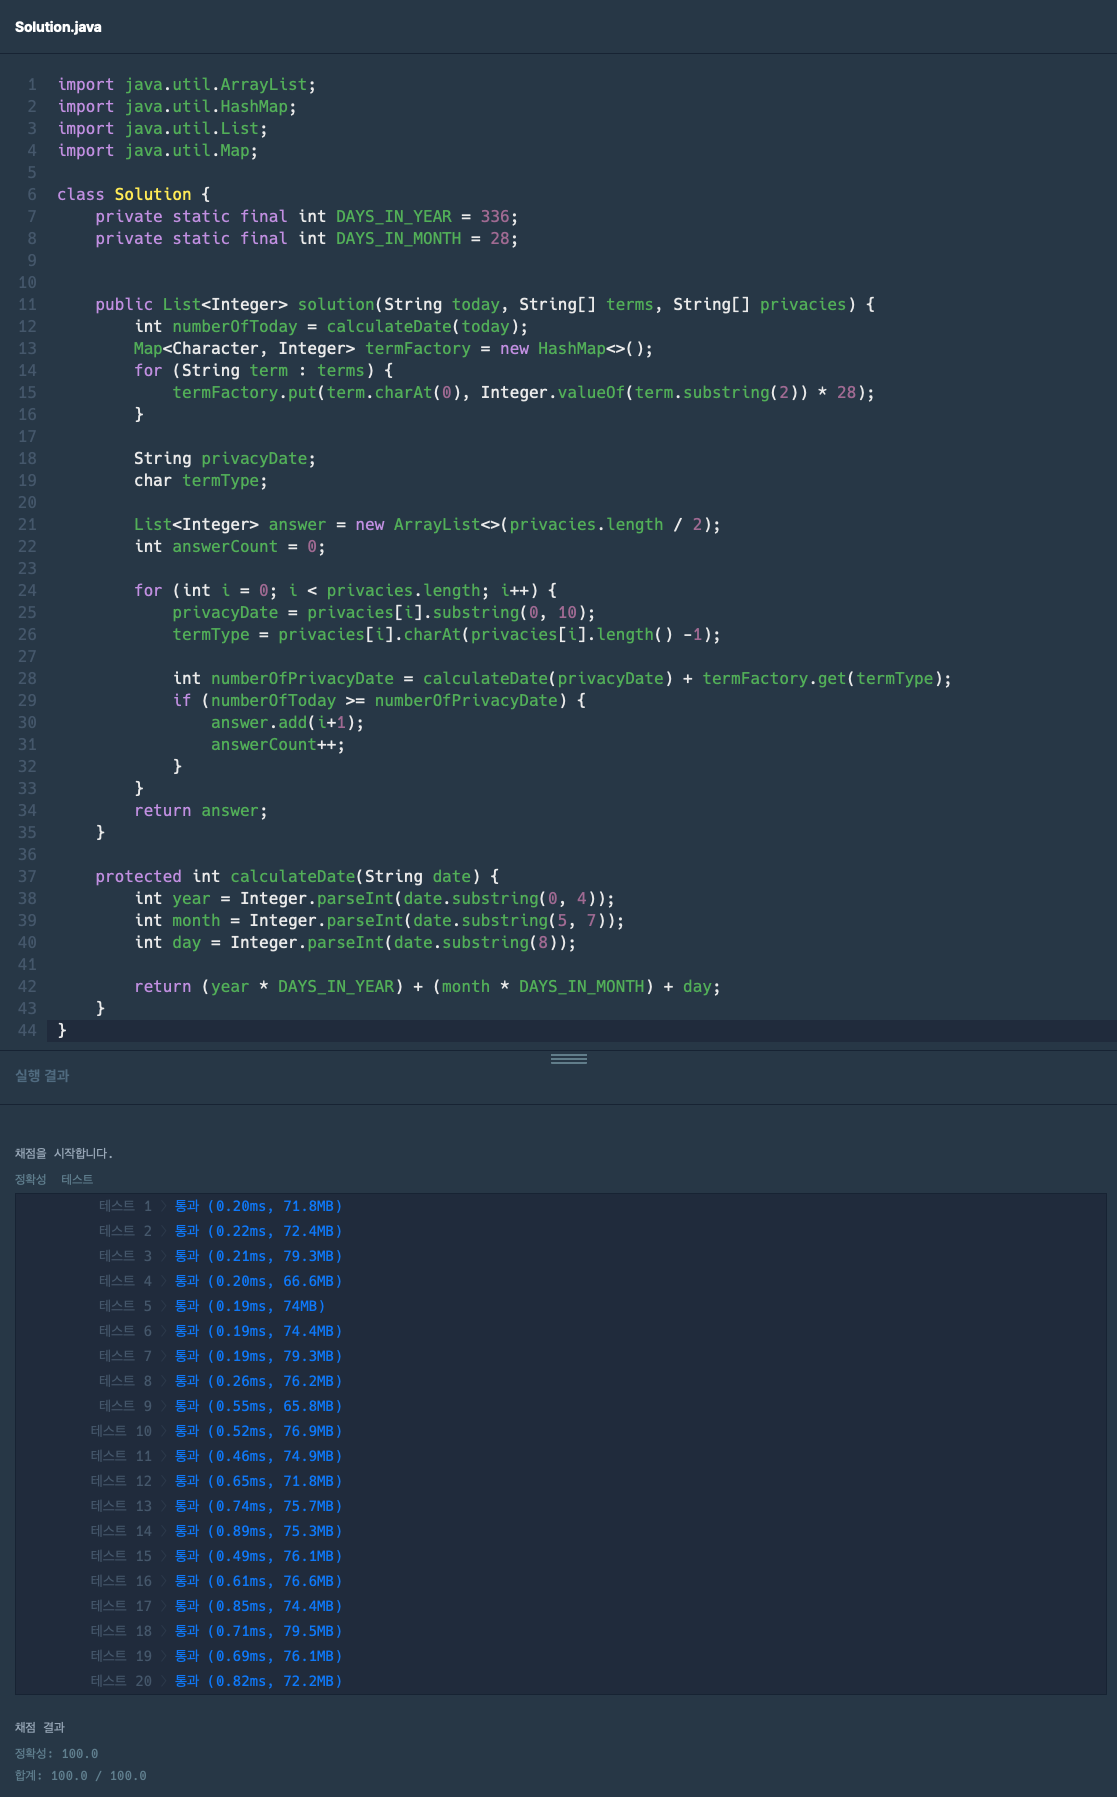 Solution.java
1 import java.util.ArrayList;
2 import java.util.HashMap;
3 import java.util.List;
4 import java.util.Map;
5
6 class Solution {
7     private static final int DAYS_IN_YEAR = 336;
8     private static final int DAYS_IN_MONTH = 28;
9
10
11     public List<Integer> solution(String today, String[] terms, String[] privacies) {
12         int numberOfToday = calculateDate(today);
13         Map<Character, Integer> termFactory = new HashMap<>();
14         for (String term : terms) {
15             termFactory.put(term.charAt(0), Integer.valueOf(term.substring(2)) * 28);
16         }
17
18         String privacyDate;
19         char termType;
20
21         List<Integer> answer = new ArrayList<>(privacies.length / 2);
22         int answerCount = 0;
23
24         for (int i = 0; i < privacies.length; i++) {
25             privacyDate = privacies[i].substring(0, 10);
26             termType = privacies[i].charAt(privacies[i].length() -1);
27
28             int numberOfPrivacyDate = calculateDate(privacyDate) + termFactory.get(termType);
29             if (numberOfToday >= numberOfPrivacyDate) {
30                 answer.add(i+1);
31                 answerCount++;
32             }
33         }
34         return answer;
35     }
36
37     protected int calculateDate(String date) {
38         int year = Integer.parseInt(date.substring(0, 4));
39         int month = Integer.parseInt(date.substring(5, 7));
40         int day = Integer.parseInt(date.substring(8));
41
42         return (year * DAYS_IN_YEAR) + (month * DAYS_IN_MONTH) + day;
43     }
44 }
실행 결과
채점을 시작합니다.
정확성 테스트
테스트 1 〉 통과 (0.20ms, 71.8MB)
테스트 2 〉 통과 (0.22ms, 72.4MB)
테스트 3 〉 통과 (0.21ms, 79.3MB)
테스트 4 〉 통과 (0.20ms, 66.6MB)
테스트 5 〉 통과 (0.19ms, 74MB)
테스트 6 〉 통과 (0.19ms, 74.4MB)
테스트 7 〉 통과 (0.19ms, 79.3MB)
테스트 8 〉 통과 (0.26ms, 76.2MB)
테스트 9 〉 통과 (0.55ms, 65.8MB)
테스트 10 〉 통과 (0.52ms, 76.9MB)
테스트 11 〉 통과 (0.46ms, 74.9MB)
테스트 12 〉 통과 (0.65ms, 71.8MB)
테스트 13 〉 통과 (0.74ms, 75.7MB)
테스트 14 〉 통과 (0.89ms, 75.3MB)
테스트 15 〉 통과 (0.49ms, 76.1MB)
테스트 16 〉 통과 (0.61ms, 76.6MB)
테스트 17 〉 통과 (0.85ms, 74.4MB)
테스트 18 〉 통과 (0.71ms, 79.5MB)
테스트 19 〉 통과 (0.69ms, 76.1MB)
테스트 20 〉 통과 (0.82ms, 72.2MB)
채점 결과
정확성: 100.0
합계: 100.0 / 100.0